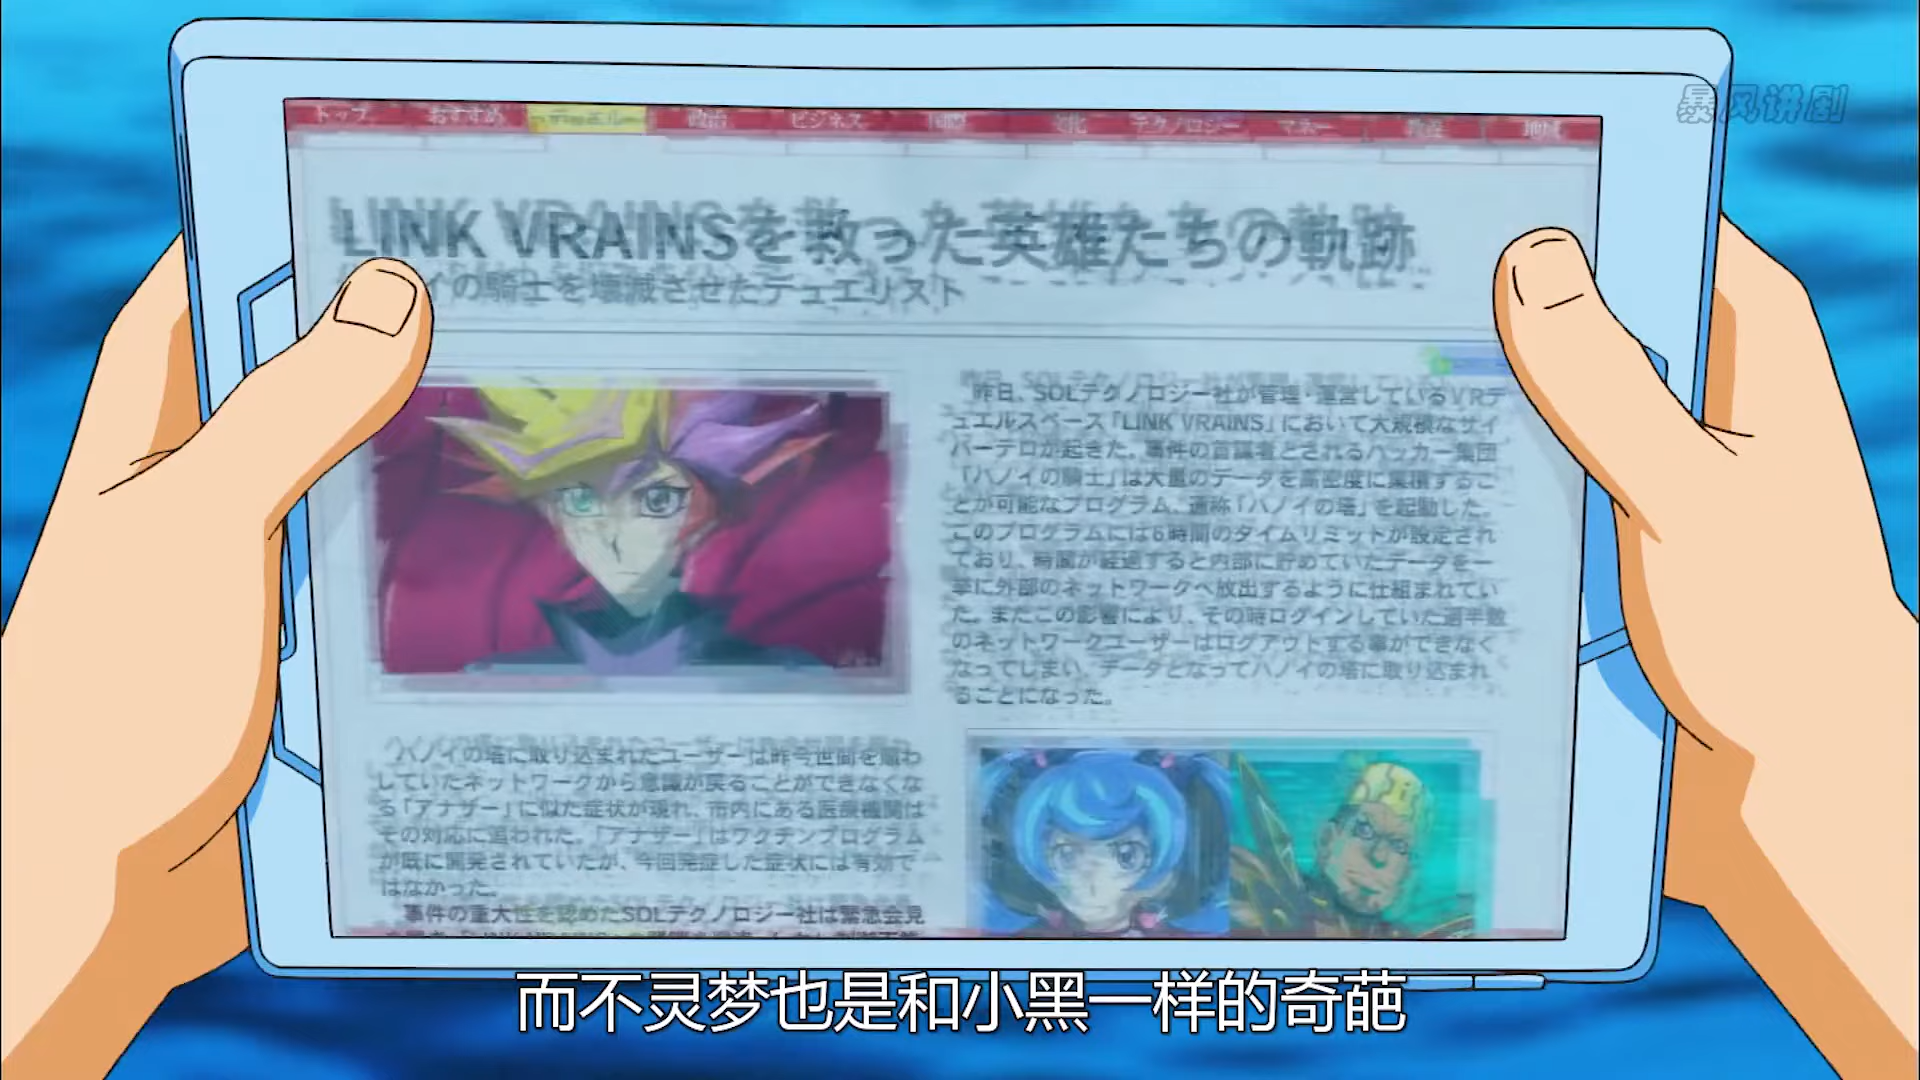 暴风讲剧
トップ おすすめ 政治 ビジネス 国際 文化 テクノロジー マネー 地域
LINK VRAINSを救った英雄たちの軌跡
イの騎士を壊滅させたデュエリスト
昨日、SOLテクノロジー社が管理・運営しているVRデ
ュエルスペース「LINK VRAINS」において大規模なサイ
バーテロが起きた。事件の首謀者とされるハッカー集団
「ハノイの騎士」は大量のデータを高密度に集積するこ
とが可能なプログラム、通称「ハノイの塔」を起動した。
このプログラムには6時間のタイムリミットが設定され
ており、時間が経過すると内部に貯めていたデータを一
挙に外部のネットワークへ放出するように仕組まれてい
た。またこの影響により、その時ログインしていた過半数
のネットワークユーザーはログアウトする事ができなく
なってしまい、データとなってハノイの塔に取り込まれ
ることになった。
ハノイの塔に取り込まれたユーザーは昨今世間を賑わ
していたネットワークから意識が戻ることができなくな
る「アナザー」に似た症状が現れ、市内にある医療機関は
その対応に追われた。「アナザー」はワクチンプログラム
が既に開発されていたが、今回発症した症状には有効で
はなかった。
事件の重大性を認めたSOLテクノロジー社は緊急会見
而不灵梦也是和小黑一样的奇葩